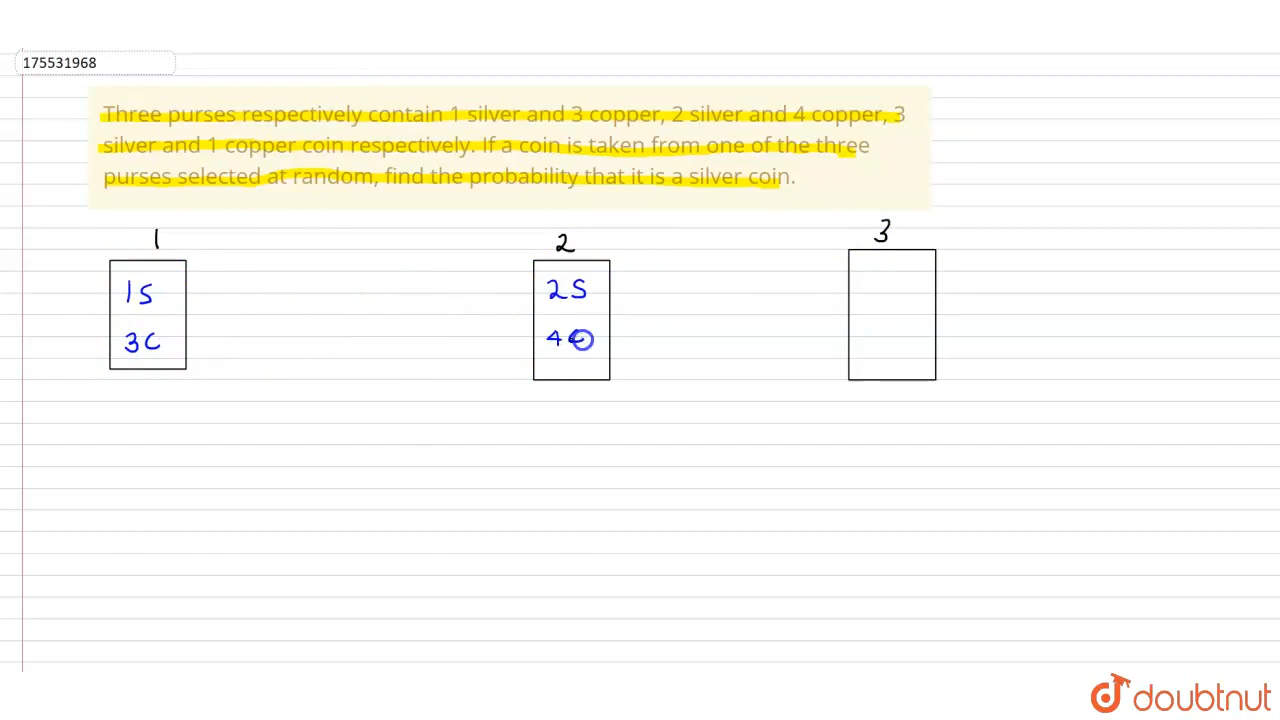 175531968
Three purses respectively contain 1 silver and 3 copper, 2 silver and 4 copper, 3
silver and 1 copper coin respectively. If a coin is taken from one of the three
purses selected at random, find the probability that it is a silver coin.
1 2 3
1S 2S
3C 4C
doubtnut